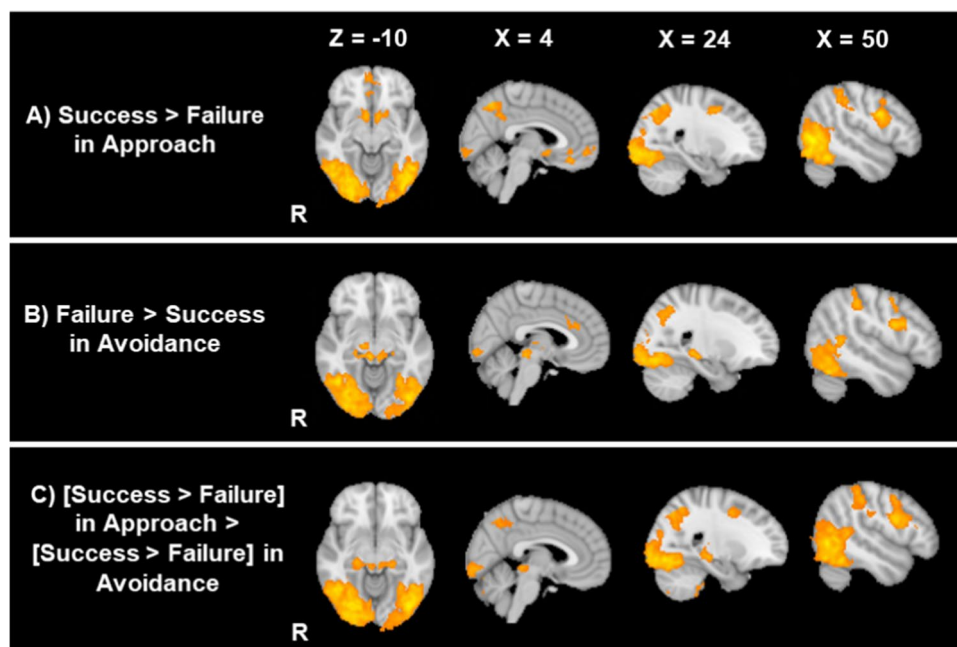 Z = -10 X = 4 X = 24 X = 50
A) Success > Failure
in Approach
R
B) Failure > Success
in Avoidance
R
C) [Success > Failure]
in Approach >
[Success > Failure] in
Avoidance
R